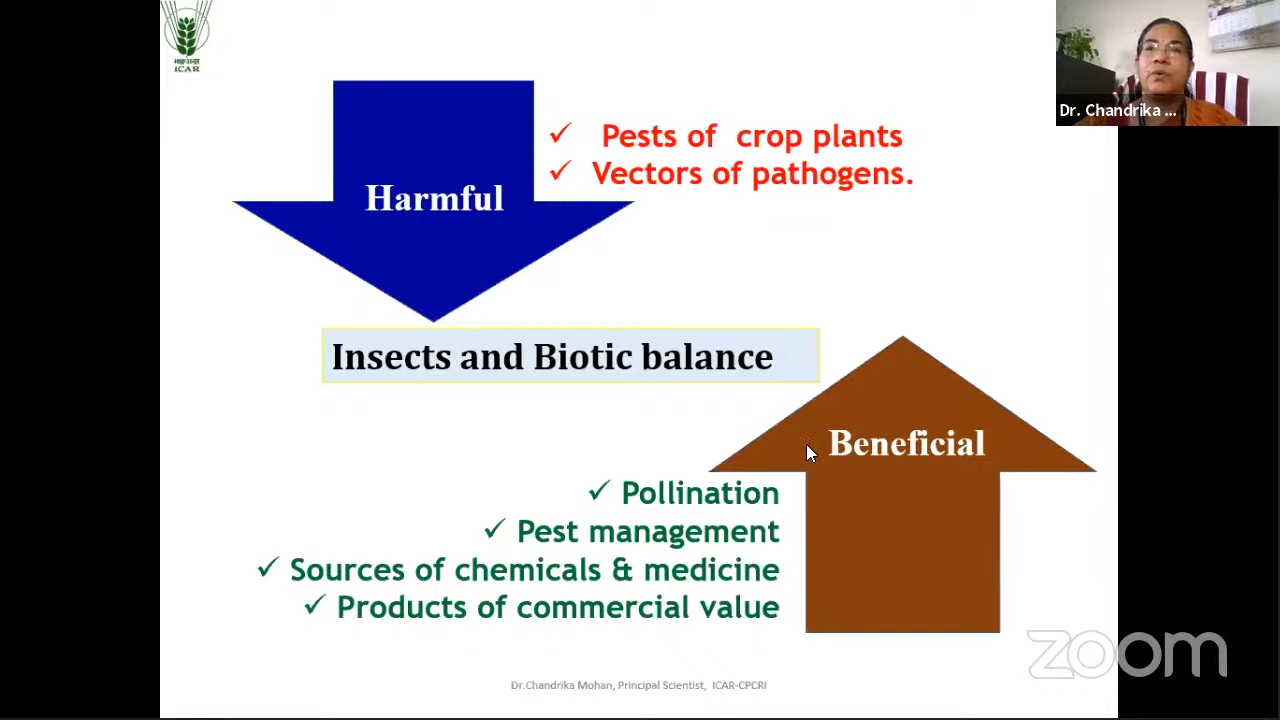 ICAR
Dr. Chandrika ...
✓ Pests of crop plants
✓ Vectors of pathogens.
Harmful
Insects and Biotic balance
Beneficial
✓ Pollination
✓ Pest management
✓ Sources of chemicals & medicine
✓ Products of commercial value
zoom
Dr.Chandrika Mohan, Principal Scientist, ICAR-CPCRI